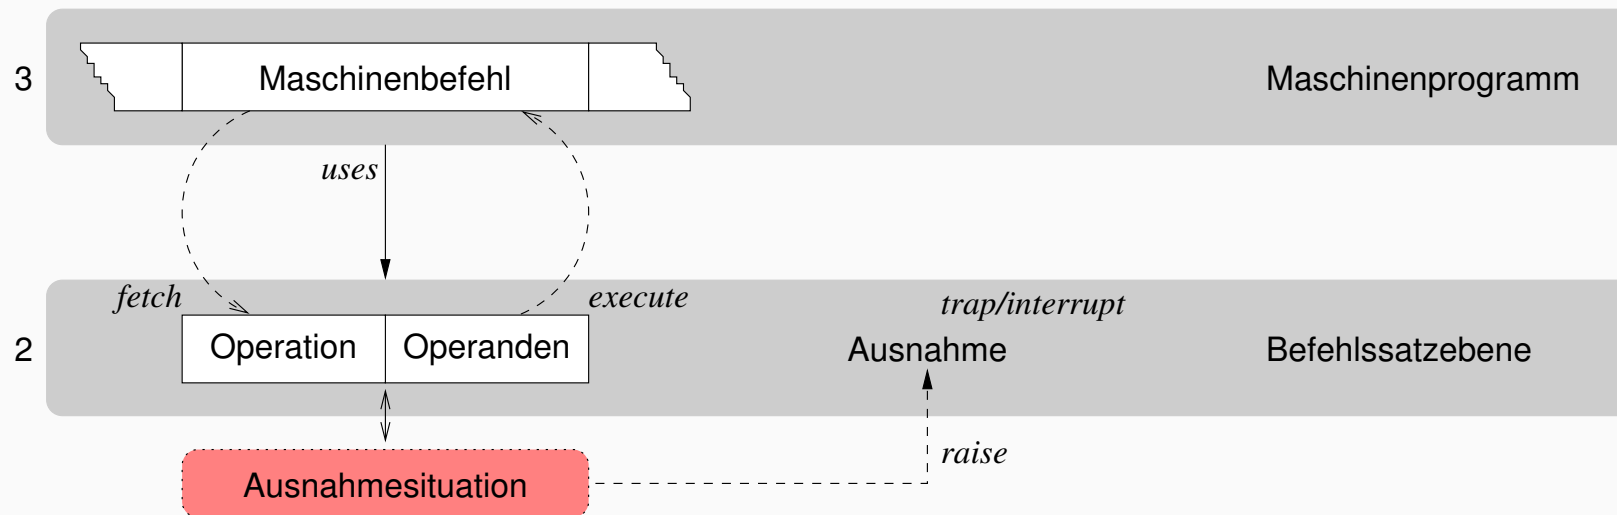 3 Maschinenbefehl Maschinenprogramm
uses
fetch execute trap/interrupt
2 Operation Operanden Ausnahme Befehlssatzebene
raise
Ausnahmesituation